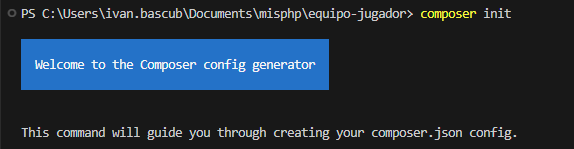 PS C:\Users\ivan.bascub\Documents\misphp\equipo-jugador> composer init
Welcome to the Composer config generator
This command will guide you through creating your composer.json config.